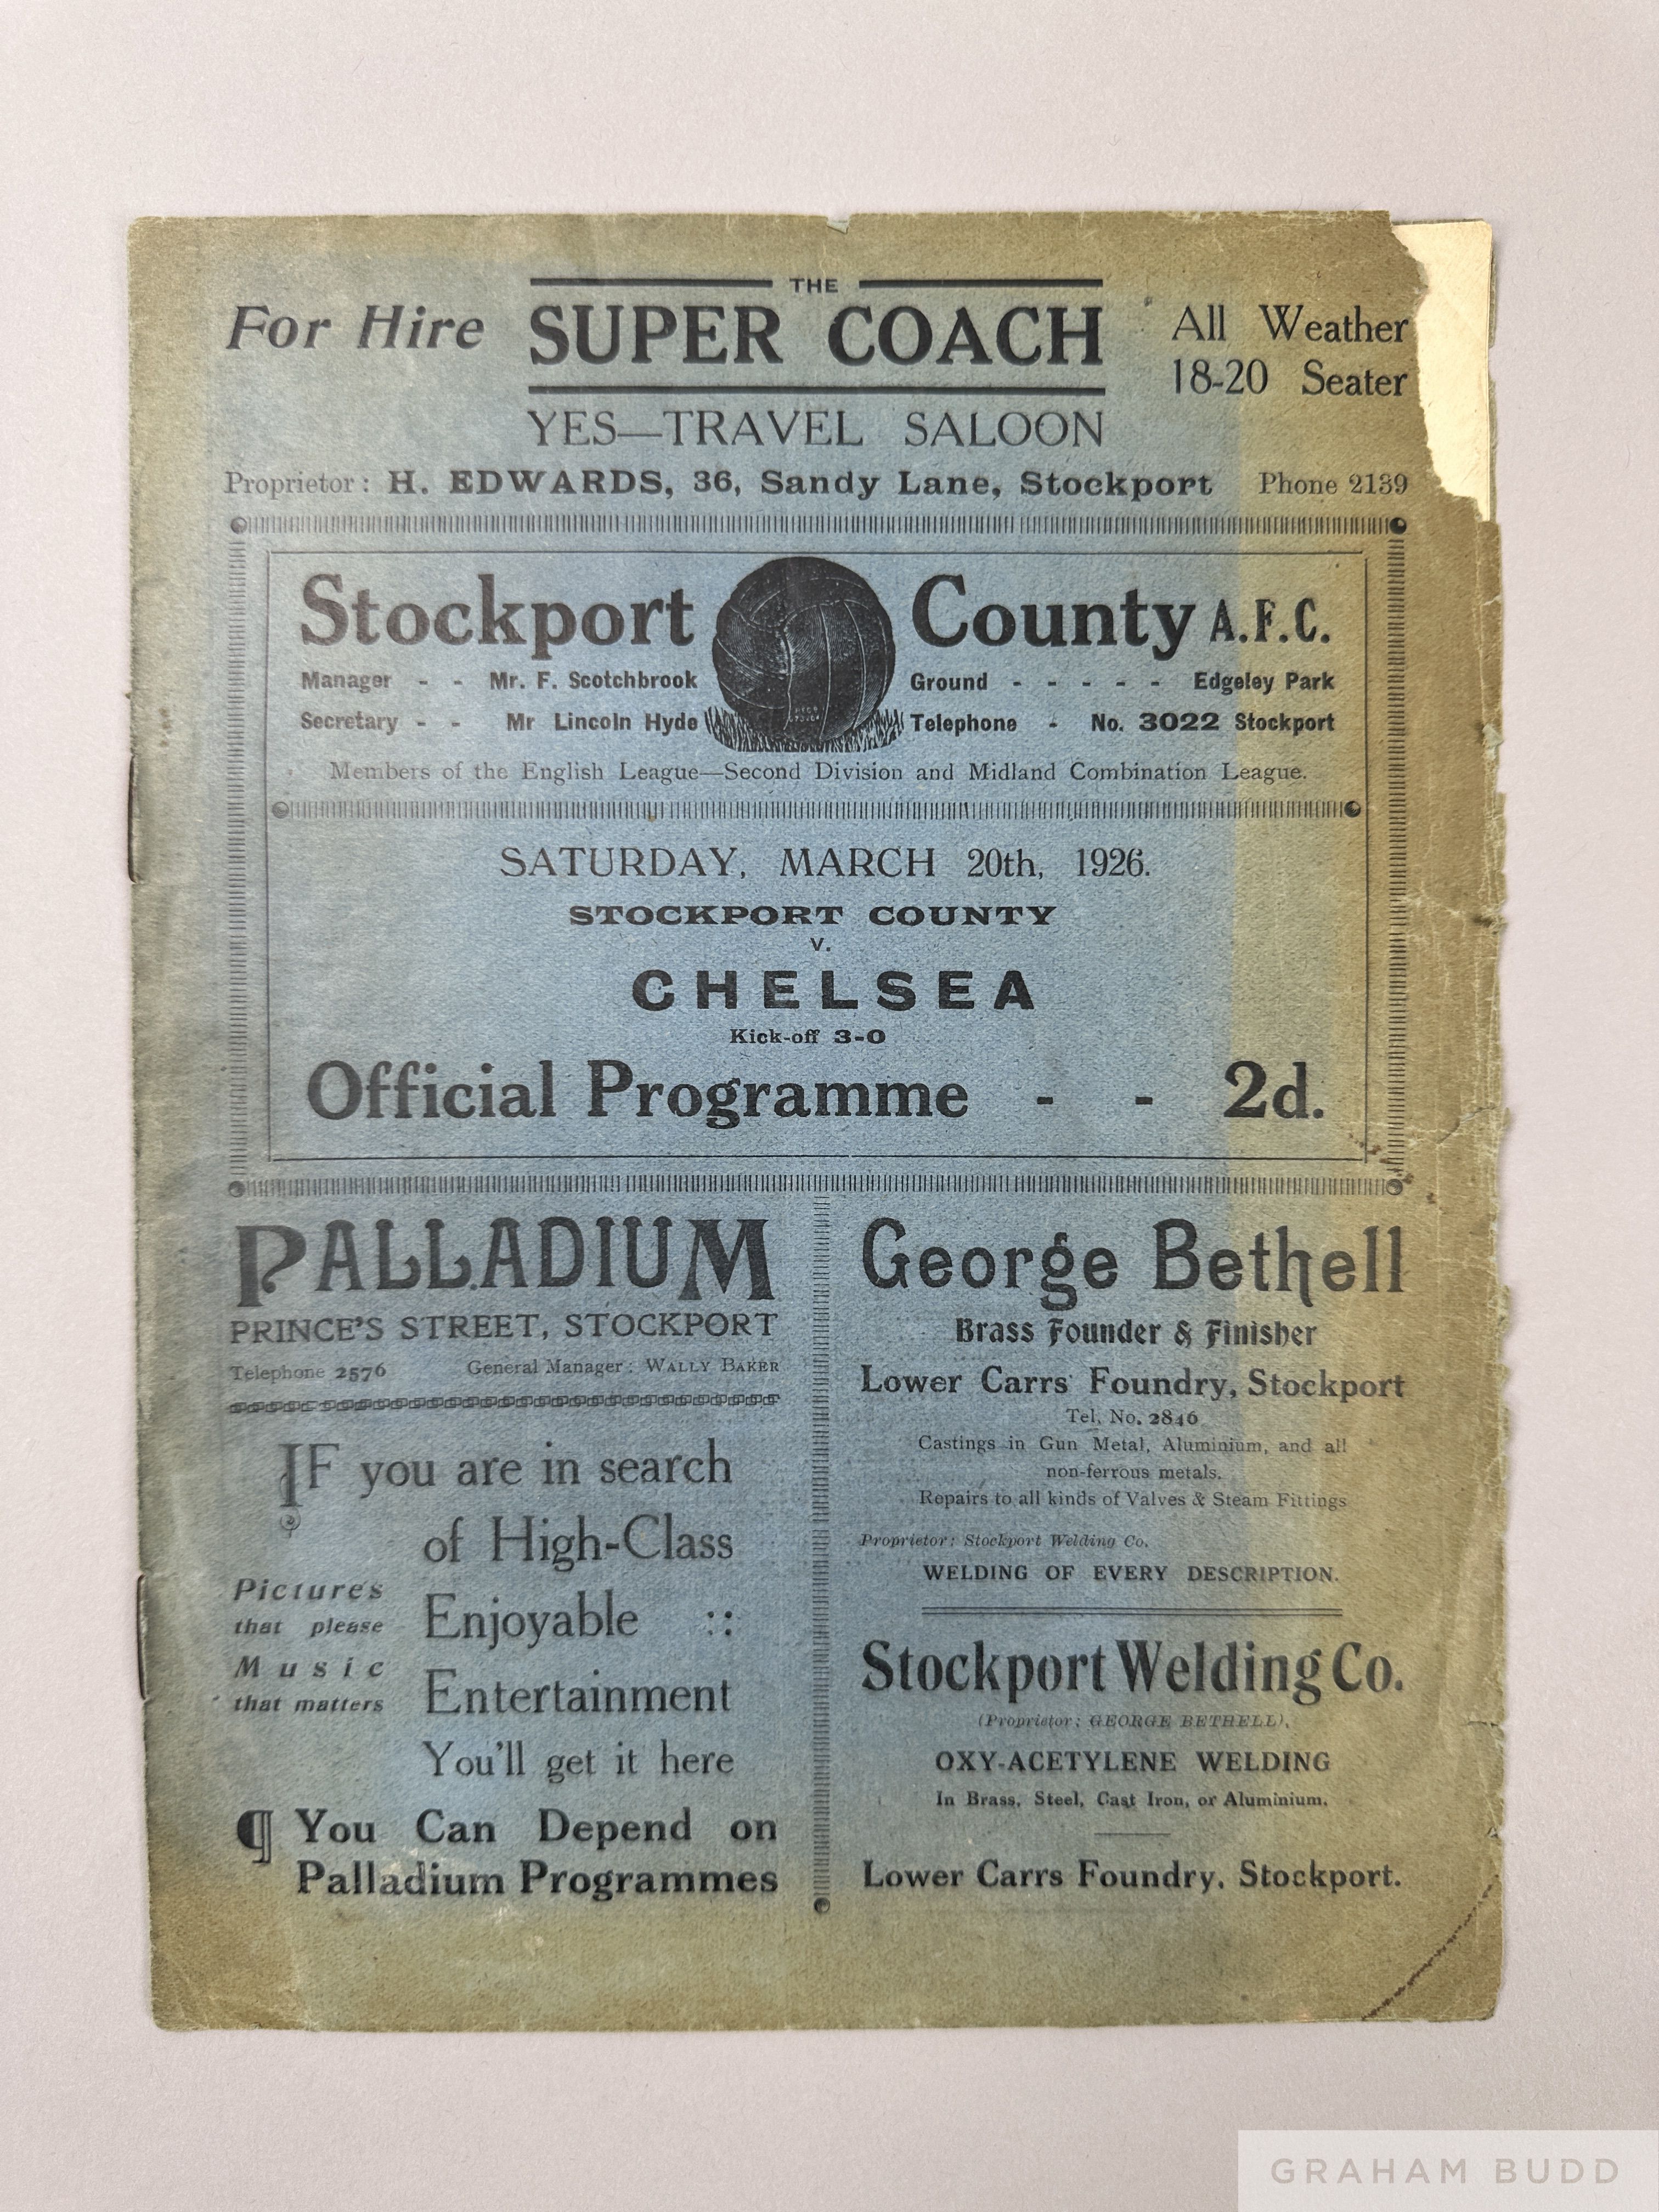 THE
For Hire SUPER COACH All Weather
18-20 Seater
YES—TRAVEL SALOON
Proprietor: H. EDWARDS, 36, Sandy Lane, Stockport Phone 2139
Stockport County A.F.C.
Manager - - Mr. F. Scotchbrook Ground - - - - - Edgeley Park
Secretary - - Mr Lincoln Hyde Telephone - No. 3022 Stockport
Members of the English League—Second Division and Midland Combination League.
SATURDAY, MARCH 20th, 1926.
STOCKPORT COUNTY
v.
CHELSEA
Kick-off 3-0
Official Programme - - 2d.
PALLADIUM
PRINCE'S STREET, STOCKPORT
Telephone 2576 General Manager: WALLY BAKER
IF you are in search
of High-Class
Pictures
that please
Enjoyable ::
Music
that matters
Entertainment
You'll get it here
¶ You Can Depend on
Palladium Programmes
George Bethell
Brass Founder & Finisher
Lower Carrs Foundry, Stockport
Tel. No. 2846
Castings in Gun Metal, Aluminium, and all
non-ferrous metals.
Repairs to all kinds of Valves & Steam Fittings
Proprietor: Stockport Welding Co.
WELDING OF EVERY DESCRIPTION.
Stockport Welding Co.
(Proprietor: GEORGE BETHELL),
OXY-ACETYLENE WELDING
In Brass, Steel, Cast Iron, or Aluminium.
Lower Carrs Foundry, Stockport.
GRAHAM BUDD